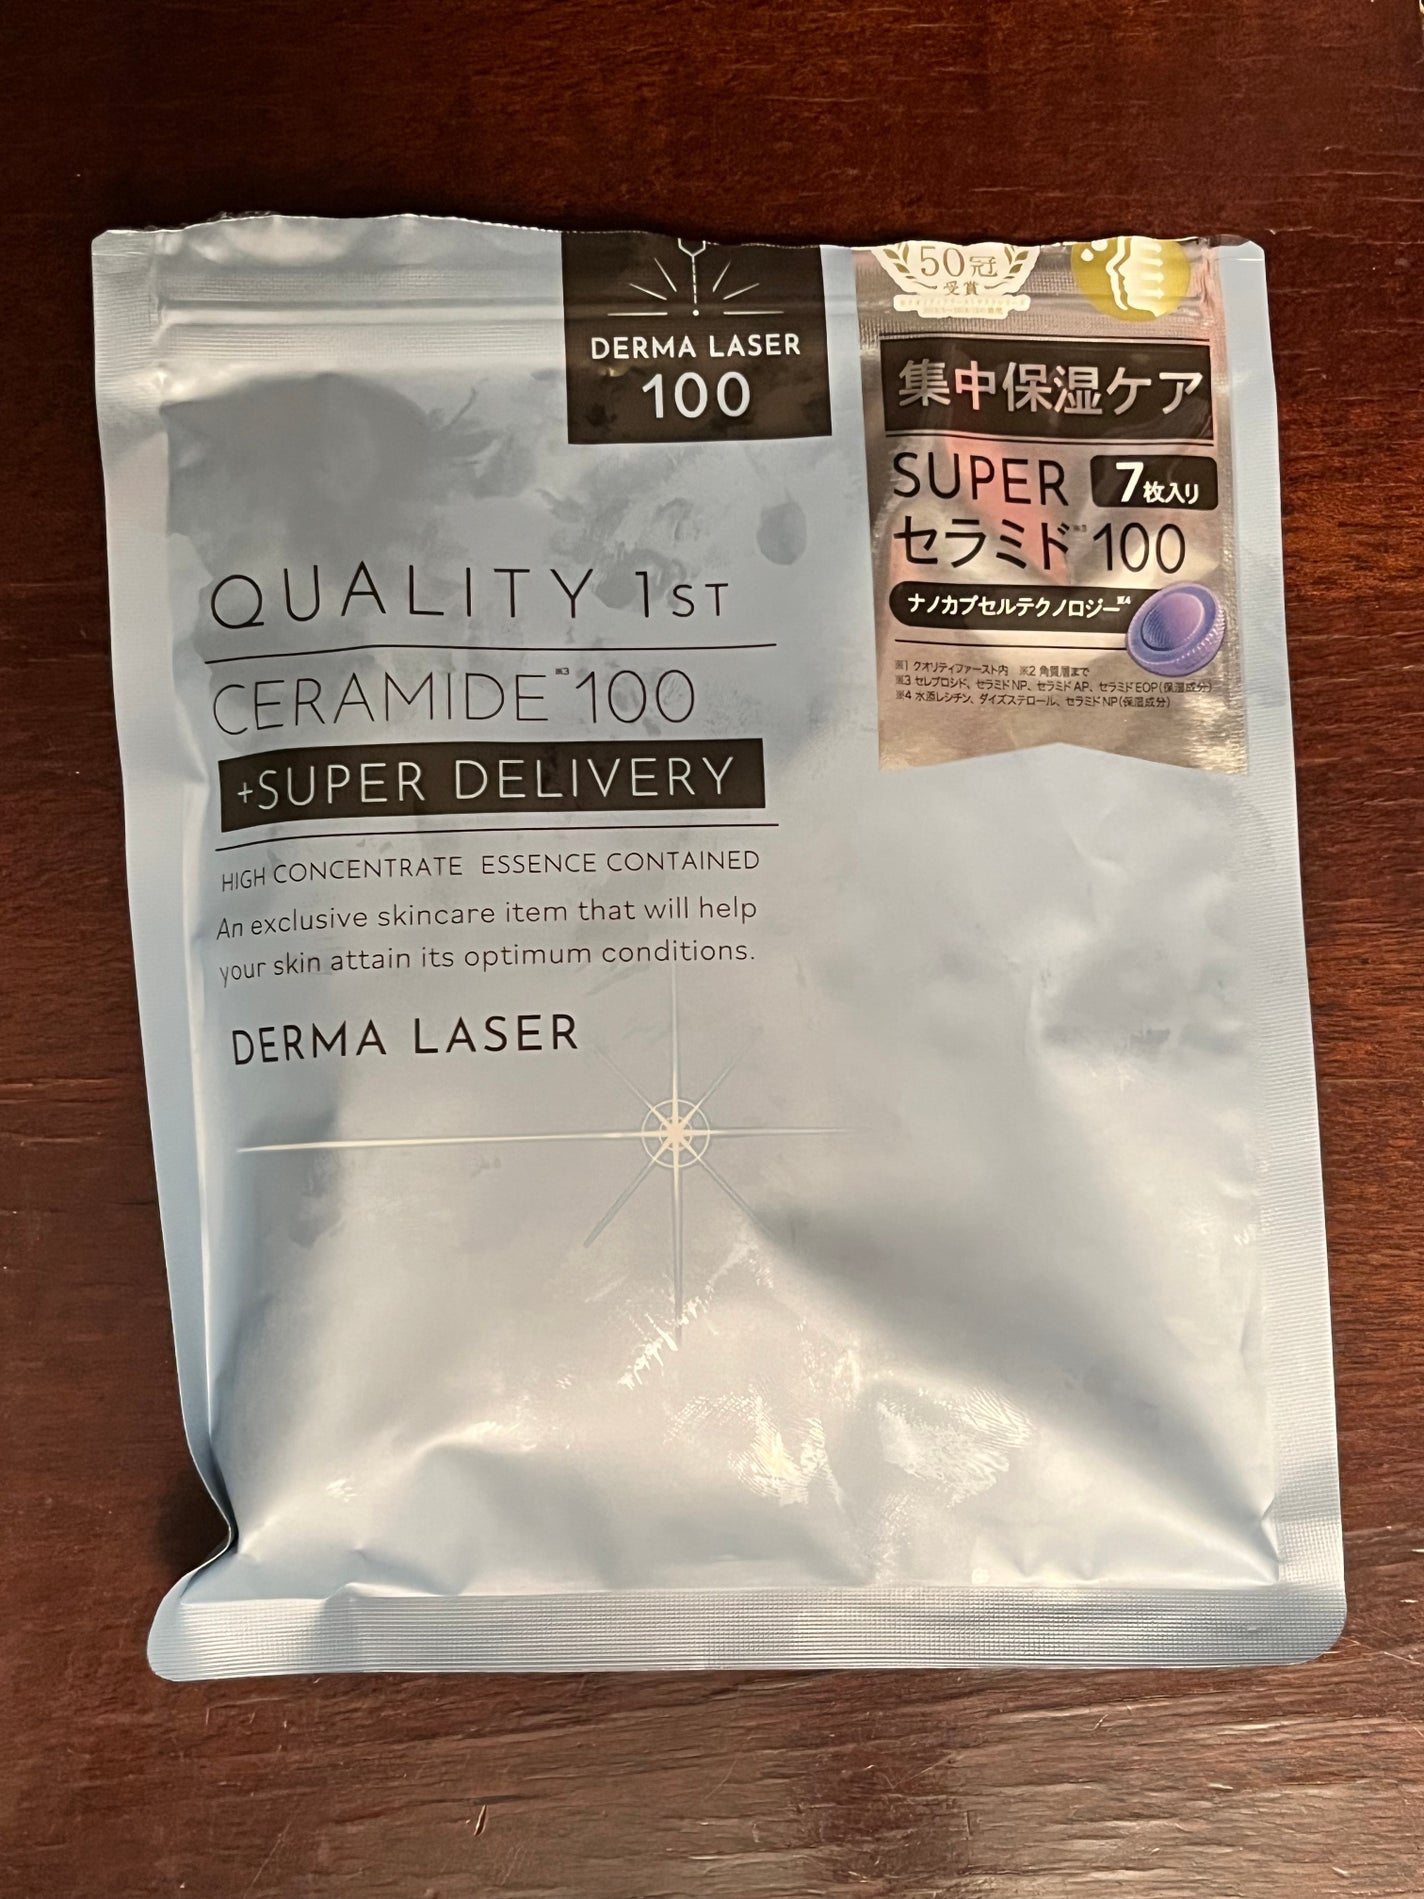 DERMA LASER
100
50冠
受賞
集中保湿ケア
SUPER 7枚入り
セラミド※3 100
ナノカプセルテクノロジー※4
※1 クオリティファースト内 ※2 角質層まで
※3 セレブロシド、セラミドNP、セラミドAP、セラミドEOP(保湿成分)
※4 水添レシチン、ダイズステロール、セラミドNP(保湿成分)
QUALITY 1ST
CERAMIDE※3 100
+SUPER DELIVERY
HIGH CONCENTRATE ESSENCE CONTAINED
An exclusive skincare item that will help
your skin attain its optimum conditions.
DERMA LASER